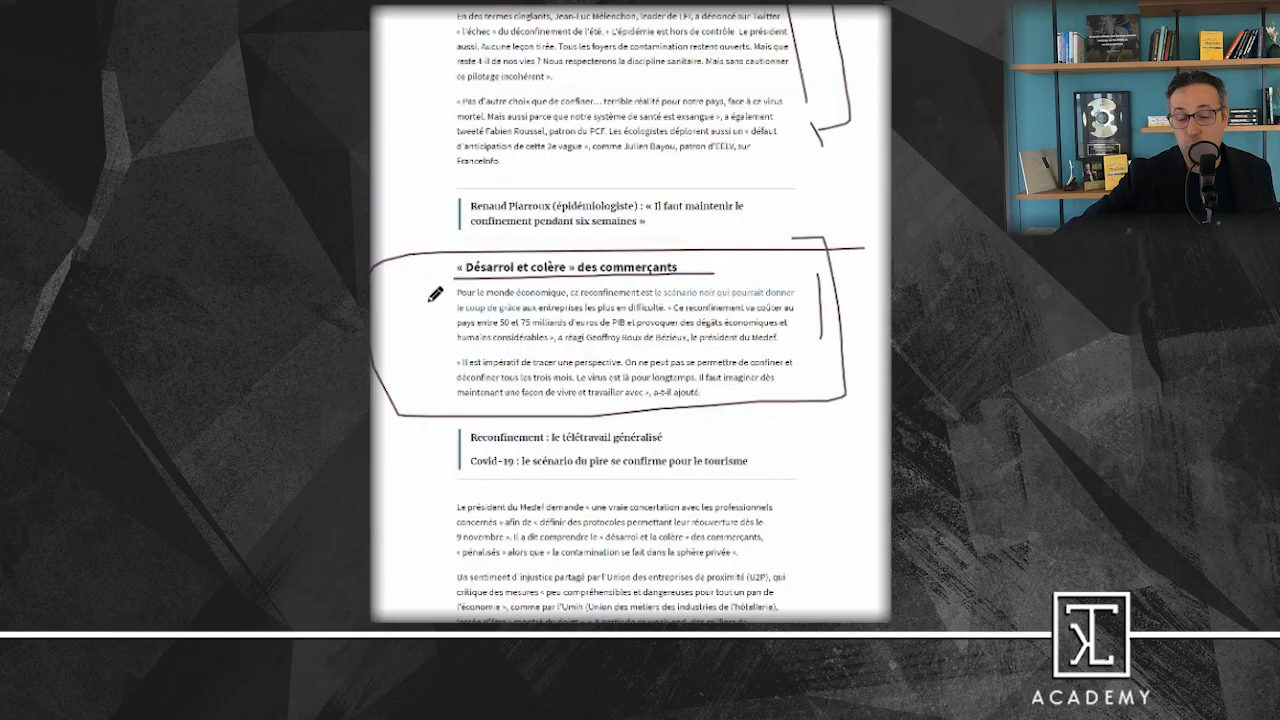 En des termes cinglants, Jean-Luc Mélenchon, leader de LFI, a dénoncé sur Twitter
« l'échec » du déconfinement de l'été. « L'épidémie est hors de contrôle. Le président
aussi. Aucune leçon tirée. Tous les foyers de contamination restent ouverts. Mais que
reste-t-il de nos vies ? Nous respecterons la discipline sanitaire. Mais sans cautionner
ce pilotage incohérent ».
« Pas d'autre choix que de confiner… terrible réalité pour notre pays, face à ce virus
mortel. Mais aussi parce que notre système de santé est exsangue », a également
tweeté Fabien Roussel, patron du PCF. Les écologistes déplorent aussi un « défaut
d'anticipation de cette 2e vague », comme Julien Bayou, patron d'EELV, sur
FranceInfo.
Renaud Piarroux (épidémiologiste) : « Il faut maintenir le
confinement pendant six semaines »
« Désarroi et colère » des commerçants
Pour le monde économique, ce reconfinement est le scénario noir qui pourrait donner
le coup de grâce aux entreprises les plus en difficulté. « Ce reconfinement va coûter au
pays entre 50 et 75 milliards d'euros de PIB et provoquer des dégâts économiques et
humains considérables », a réagi Geoffroy Roux de Bézieux, le président du Medef.
« Il est impératif de tracer une perspective. On ne peut pas se permettre de confiner et
déconfiner tous les trois mois. Le virus est là pour longtemps. Il faut imaginer dès
maintenant une façon de vivre et travailler avec », a-t-il ajouté.
Reconfinement : le télétravail généralisé
Covid-19 : le scénario du pire se confirme pour le tourisme
Le président du Medef demande « une vraie concertation avec les professionnels
concernés » afin de « définir des protocoles permettant leur réouverture dès le
9 novembre ». Il a dit comprendre le « désarroi et la colère » des commerçants,
« pénalisés » alors que « la contamination se fait dans la sphère privée ».
Un sentiment d'injustice partagé par l'Union des entreprises de proximité (U2P), qui
critique des mesures « peu compréhensibles et dangereuses pour tout un pan de
l'économie », comme par l'Umih (Union des métiers des industries de l'hôtellerie),
ACADEMY